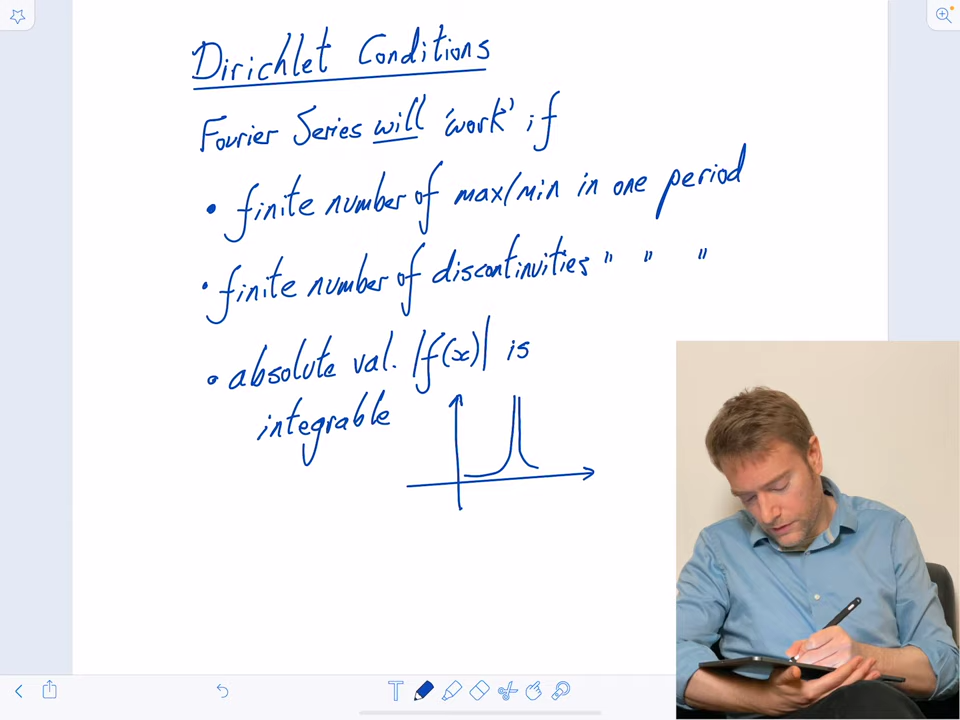 Dirichlet Conditions
Fourier Series will 'work' if
• finite number of max/min in one period
• finite number of discontinuities " " "
• absolute val. |f(x)| is
integrable